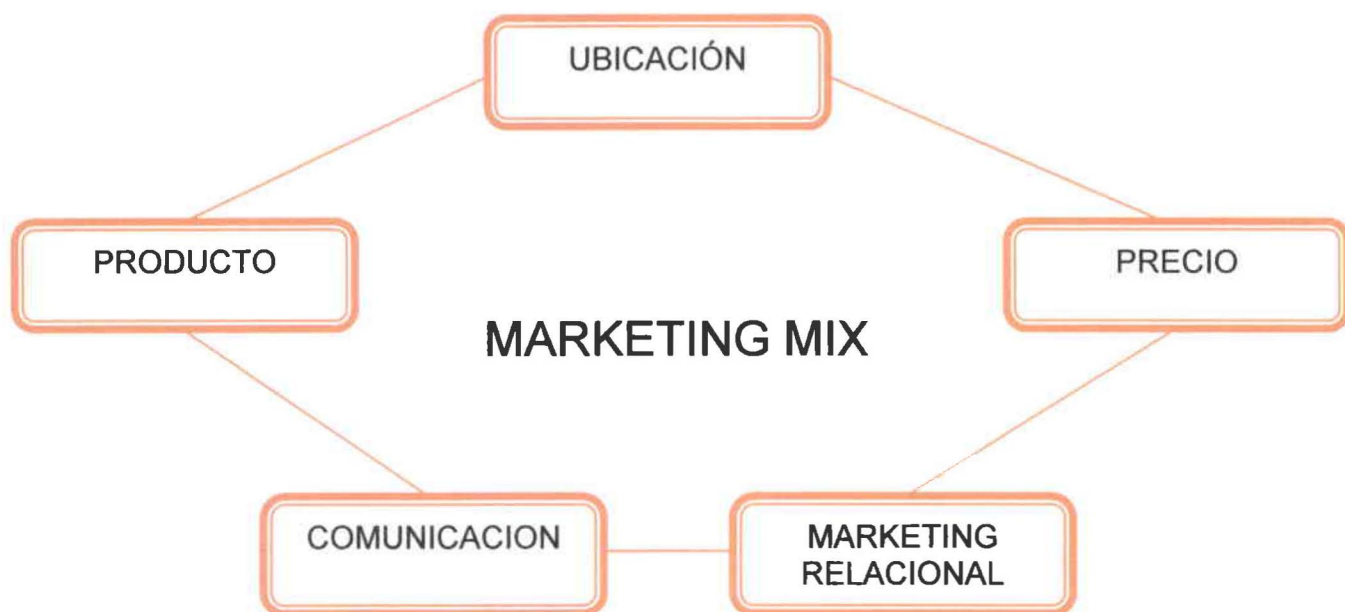 UBICACIÓN
PRODUCTO
PRECIO
MARKETING MIX
COMUNICACION
MARKETING
RELACIONAL